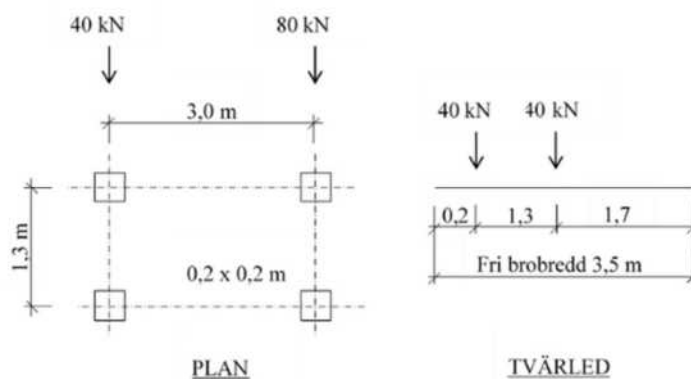 40 kN 80 kN
3,0 m
1,3 m
0,2 x 0,2 m
PLAN
40 kN 40 kN
0,2 1,3 1,7
Fri brobredd 3,5 m
TVÄRLED